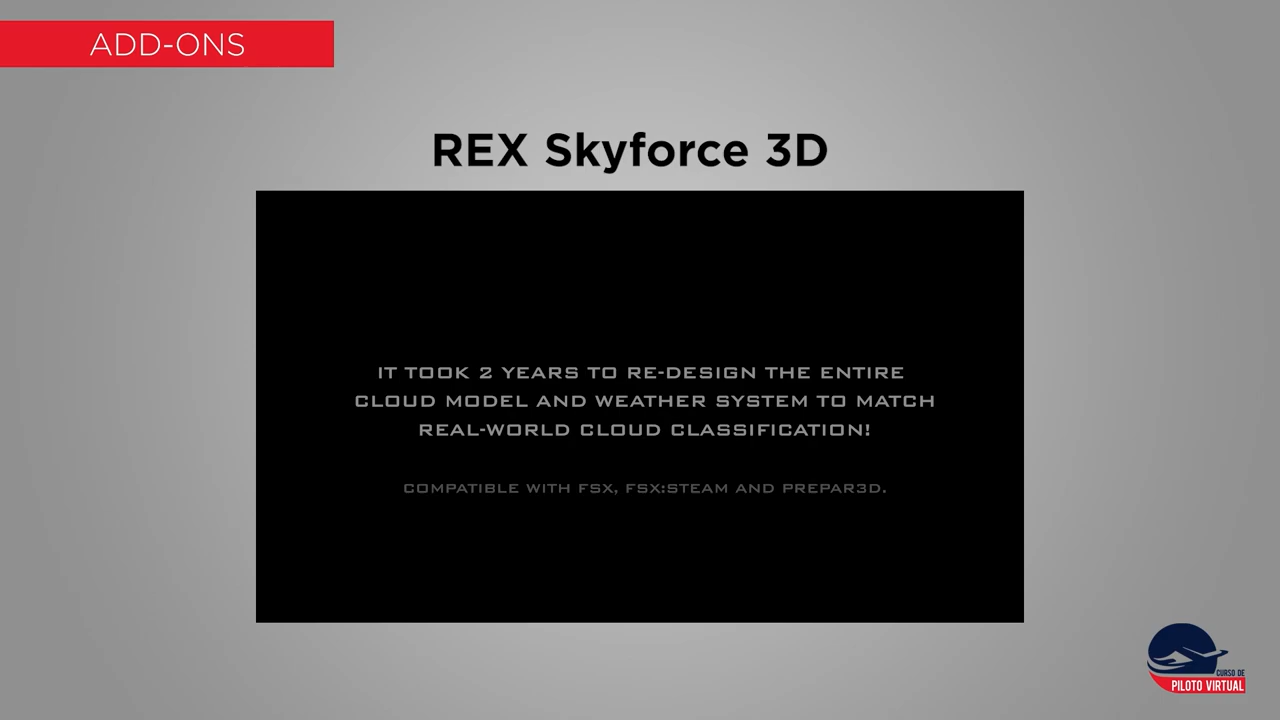 ADD-ONS
REX Skyforce 3D
IT TOOK 2 YEARS TO RE-DESIGN THE ENTIRE
CLOUD MODEL AND WEATHER SYSTEM TO MATCH
REAL-WORLD CLOUD CLASSIFICATION!
COMPATIBLE WITH FSX, FSX:STEAM AND PREPAR3D.
CURSO DE
PILOTO VIRTUAL